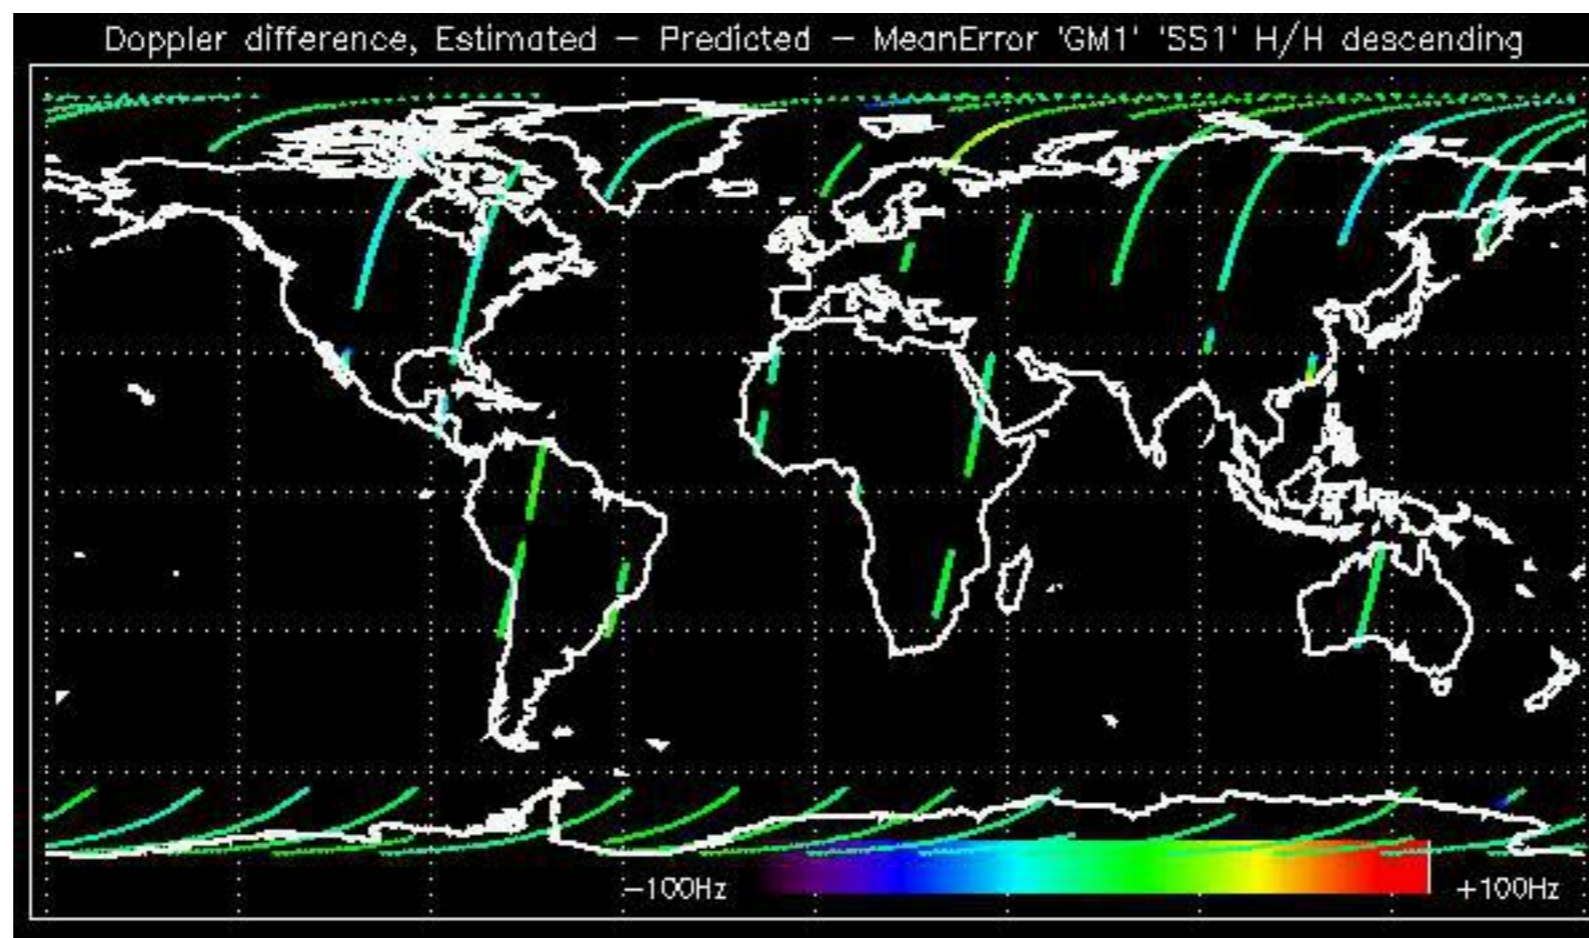 Doppler difference, Estimated – Predicted – MeanError 'GM1' 'SS1' H/H descending
-100Hz
+100Hz